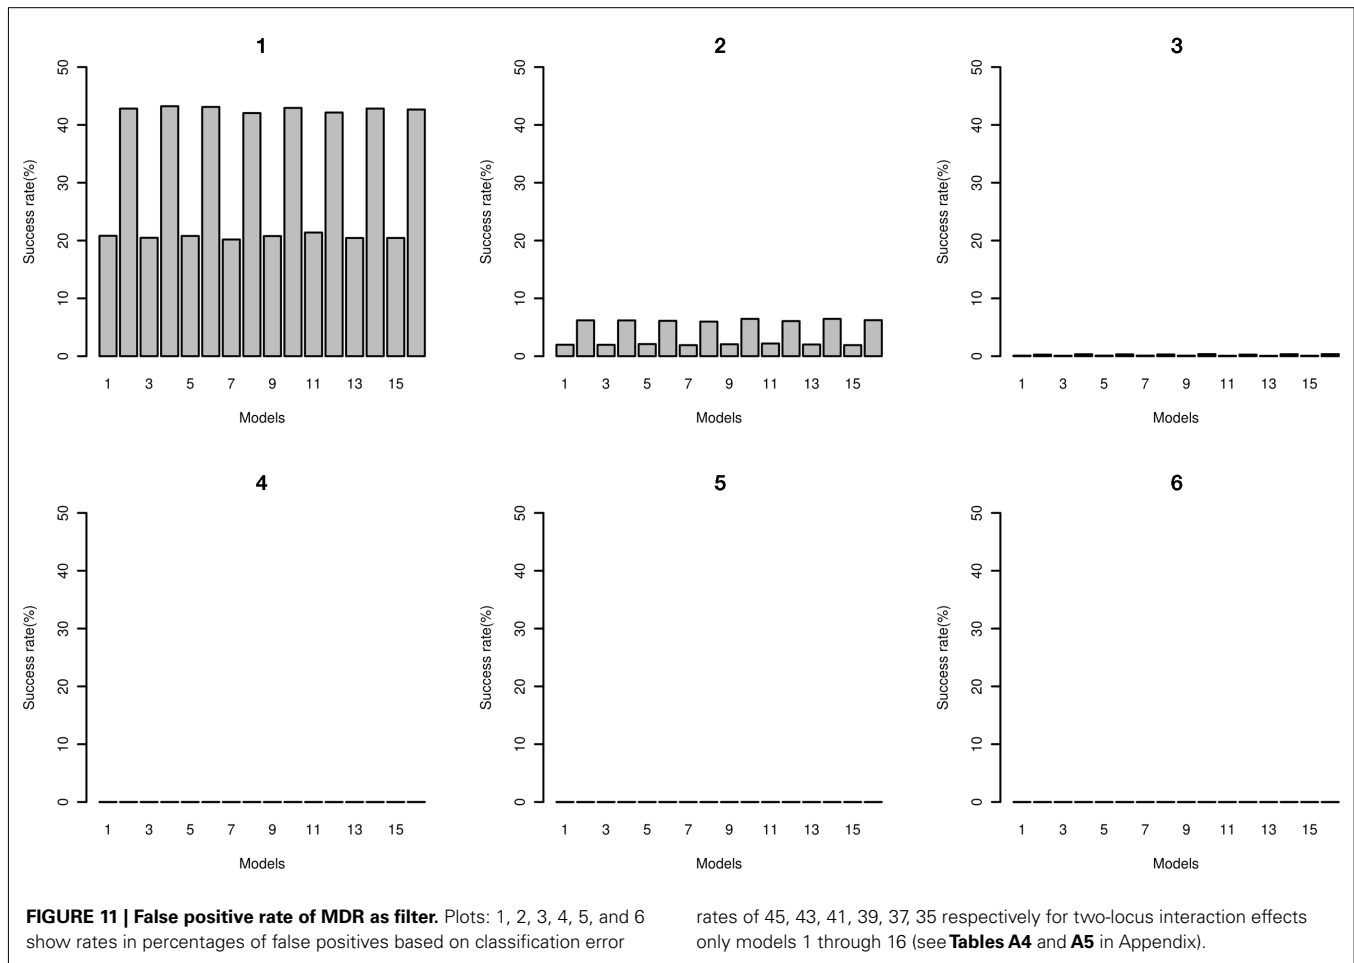 1
50
40
30
20
10
0
Success rate(%)
1 3 5 7 9 11 13 15
Models
2
50
40
30
20
10
0
Success rate(%)
1 3 5 7 9 11 13 15
Models
3
50
40
30
20
10
0
Success rate(%)
1 3 5 7 9 11 13 15
Models
4
50
40
30
20
10
0
Success rate(%)
1 3 5 7 9 11 13 15
Models
5
50
40
30
20
10
0
Success rate(%)
1 3 5 7 9 11 13 15
Models
6
50
40
30
20
10
0
Success rate(%)
1 3 5 7 9 11 13 15
Models
FIGURE 11 | False positive rate of MDR as filter. Plots: 1, 2, 3, 4, 5, and 6
show rates in percentages of false positives based on classification error
rates of 45, 43, 41, 39, 37, 35 respectively for two-locus interaction effects
only models 1 through 16 (see Tables A4 and A5 in Appendix).